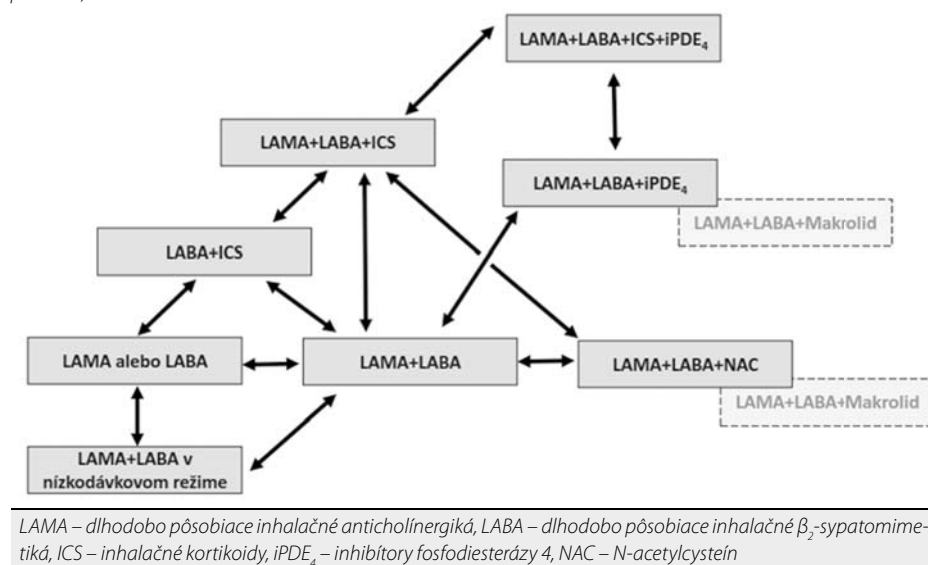 LAMA+LABA+ICS+iPDE₄
LAMA+LABA+ICS
LAMA+LABA+iPDE₄
LAMA+LABA+Makrolid
LABA+ICS
LAMA alebo LABA
LAMA+LABA
LAMA+LABA+NAC
LAMA+LABA+Makrolid
LAMA+LABA v
nízkodávkovom režime
LAMA – dlhodobo pôsobiace inhalačné anticholínergiká, LABA – dlhodobo pôsobiace inhalačné β₂-sypatomime-
tiká, ICS – inhalačné kortikoidy, iPDE₄ – inhibítory fosfodiesterázy 4, NAC – N-acetylcysteín